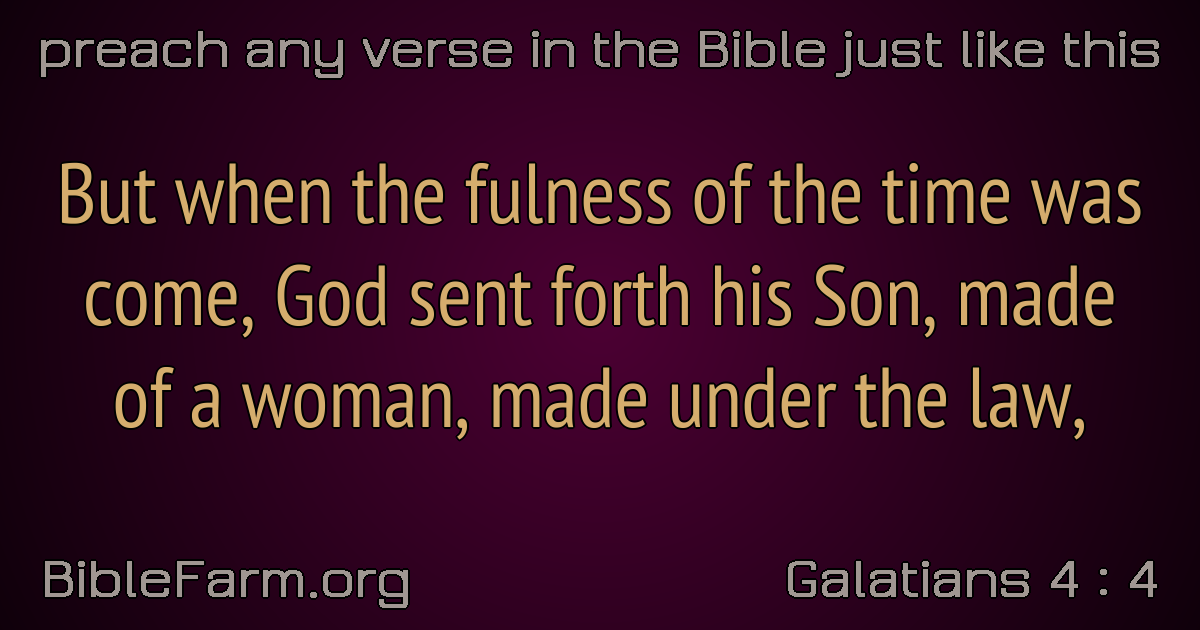 preach any verse in the Bible just like this
But when the fulness of the time was
come, God sent forth his Son, made
of a woman, made under the law,
BibleFarm.org
Galatians 4 : 4